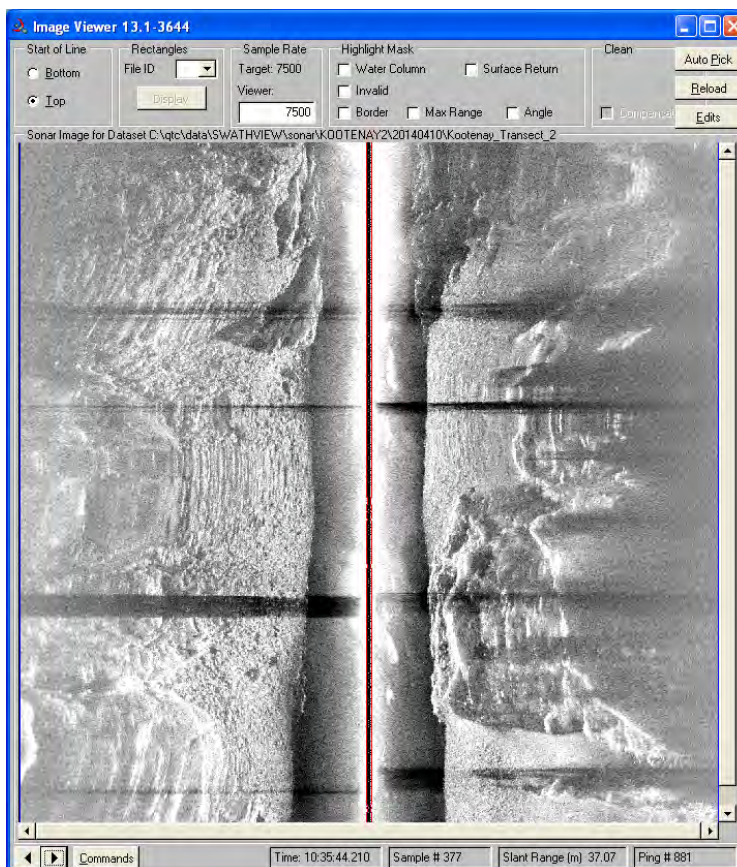 Image Viewer 13.1-3644
Start of Line
Bottom
Top
Rectangles
File ID
Display
Sample Rate
Target: 7500
Viewer:
7500
Highlight Mask
Water Column
Surface Return
Invalid
Border
Max Range
Angle
Clean
Auto Pick
Reload
Edits
Sonar Image for Dataset C:\qtc\data\SWATHVIEW\sonar\KOOTENAY2\20140410\Kootenay_Transect_2
Commands
Time: 10:35:44.210
Sample # 377
Slant Range (m) 37.07
Ping # 881